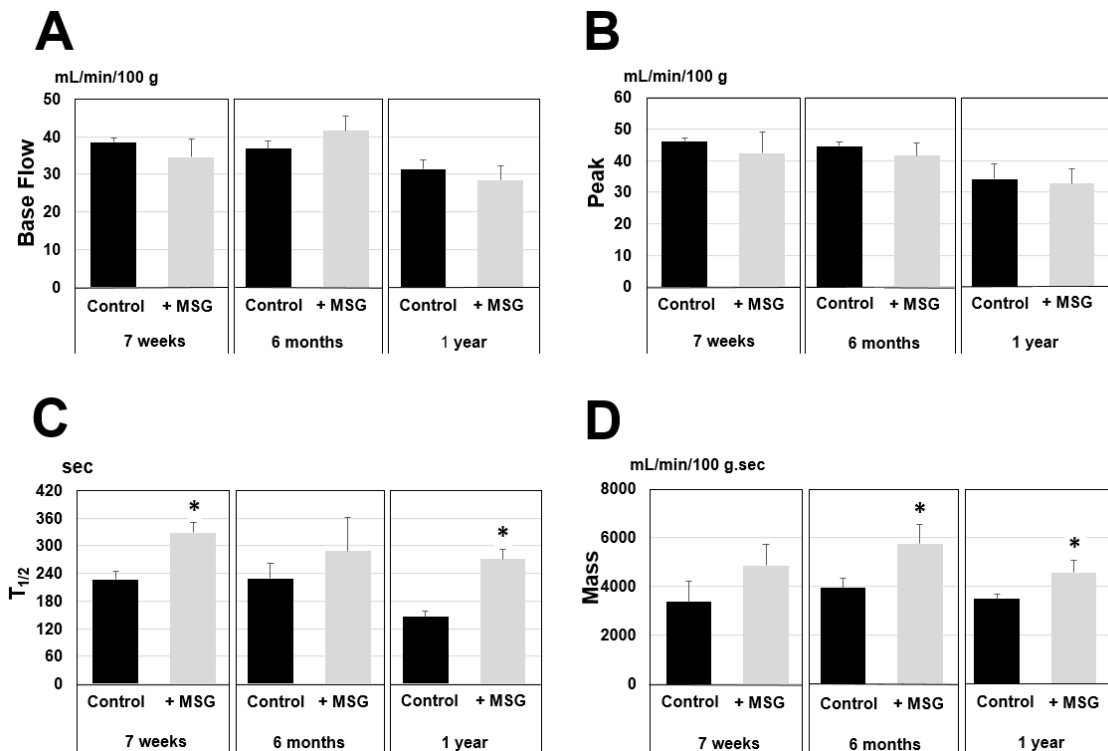 A
mL/min/100 g
Base Flow
50
40
30
20
10
0
Control + MSG Control + MSG Control + MSG
7 weeks 6 months 1 year
B
mL/min/100 g
Peak
60
50
40
30
20
10
0
Control + MSG Control + MSG Control + MSG
7 weeks 6 months 1 year
C
sec
T1/2
420
360
300
240
180
120
60
0
* *
Control + MSG Control + MSG Control + MSG
7 weeks 6 months 1 year
D
mL/min/100 g.sec
Mass
8000
6000
4000
2000
0
* *
Control + MSG Control + MSG Control + MSG
7 weeks 6 months 1 year